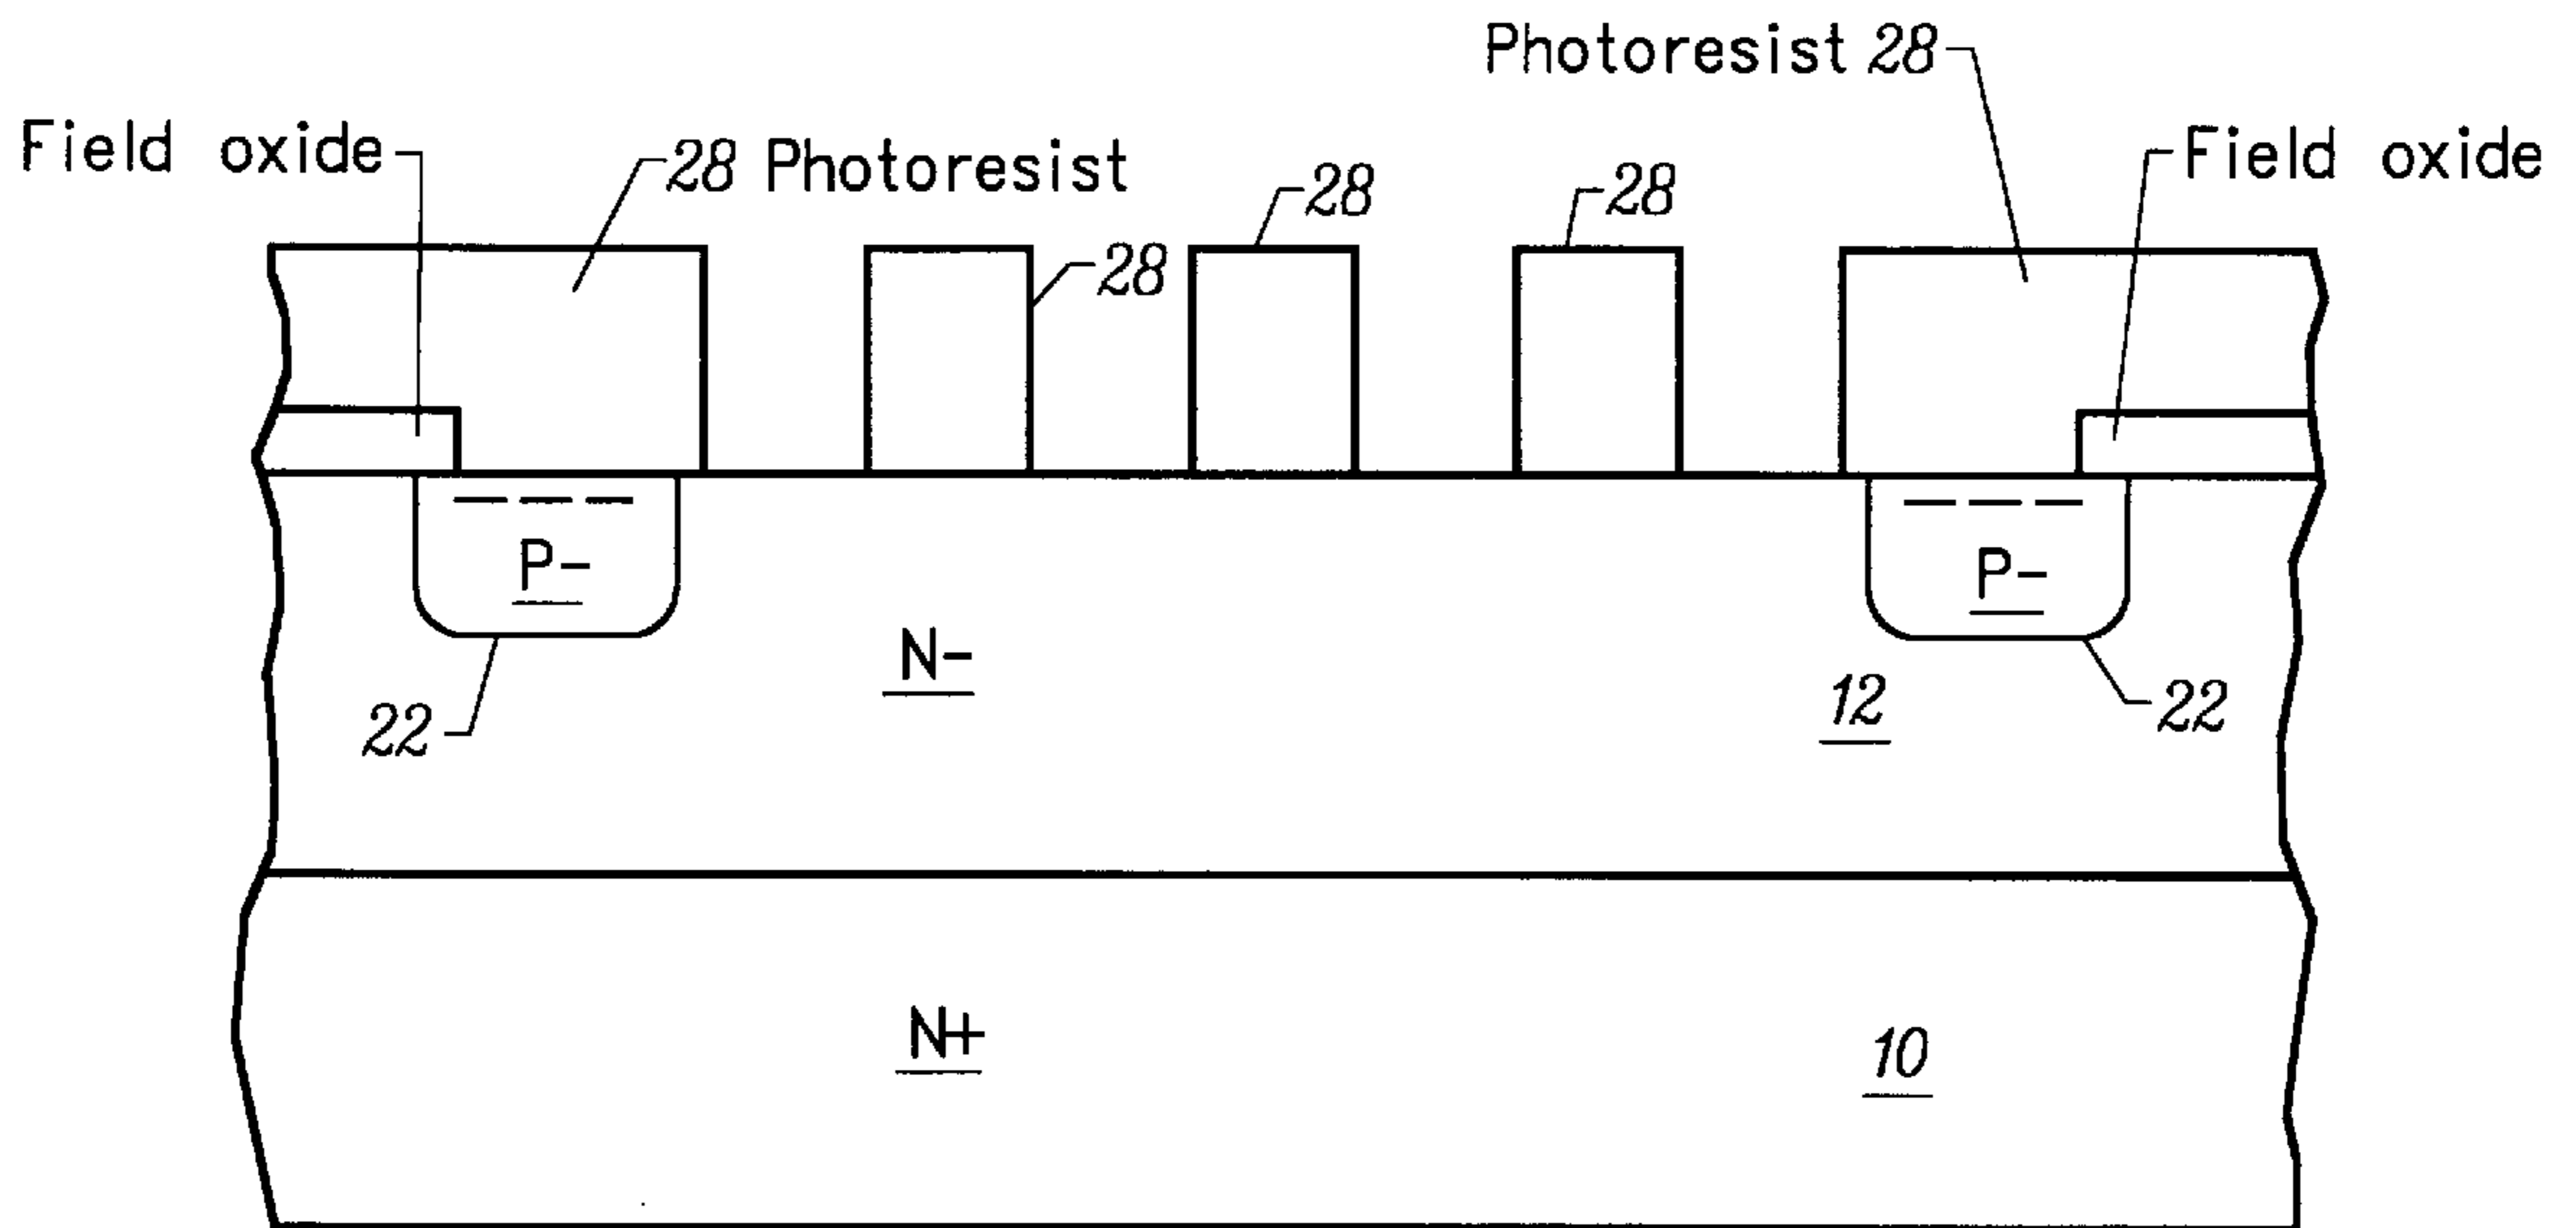 Photoresist 28
Field oxide
28 Photoresist
28
28
Field oxide
28
P-
P-
N-
22
12
22
N+
10